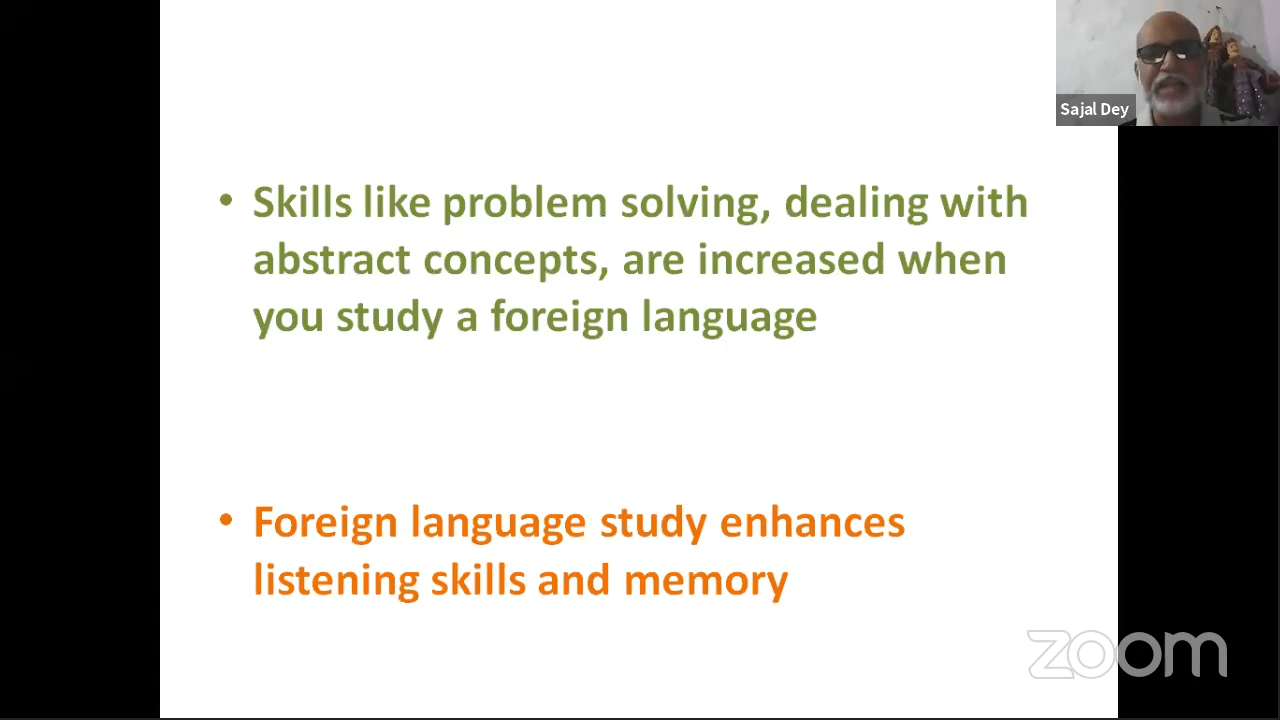 Sajal Dey
• Skills like problem solving, dealing with
abstract concepts, are increased when
you study a foreign language
• Foreign language study enhances
listening skills and memory
zoom